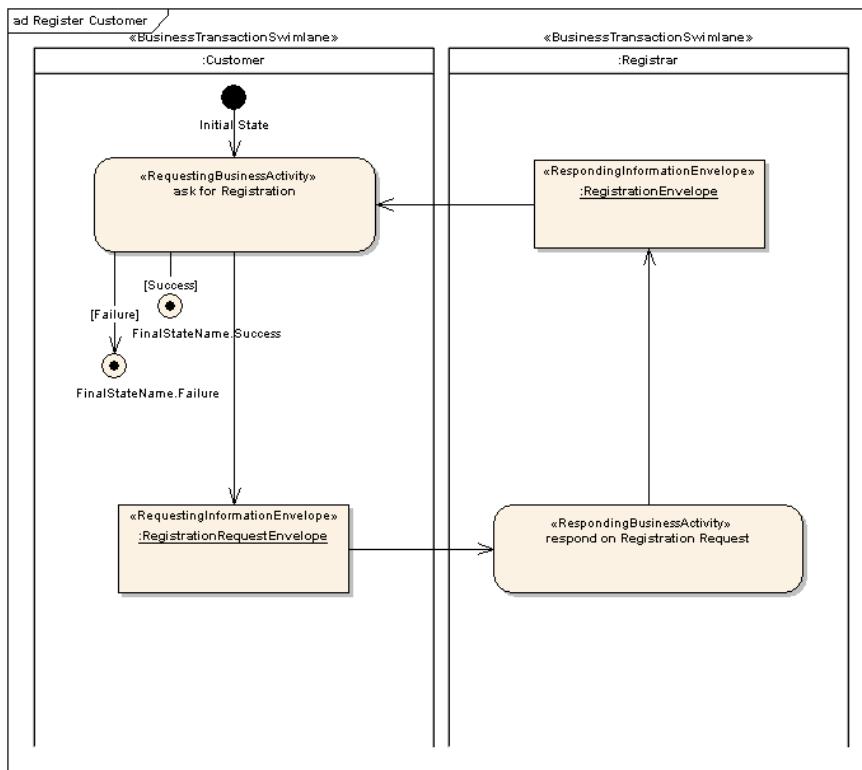 ad Register Customer
«BusinessTransactionSwimlane»
:Customer
Initial State
«RequestingBusinessActivity»
ask for Registration
[Success]
[Failure]
FinalStateName.Success
FinalStateName.Failure
«RequestingInformationEnvelope»
:RegistrationRequestEnvelope
«BusinessTransactionSwimlane»
:Registrar
«RespondingInformationEnvelope»
:RegistrationEnvelope
«RespondingBusinessActivity»
respond on Registration Request